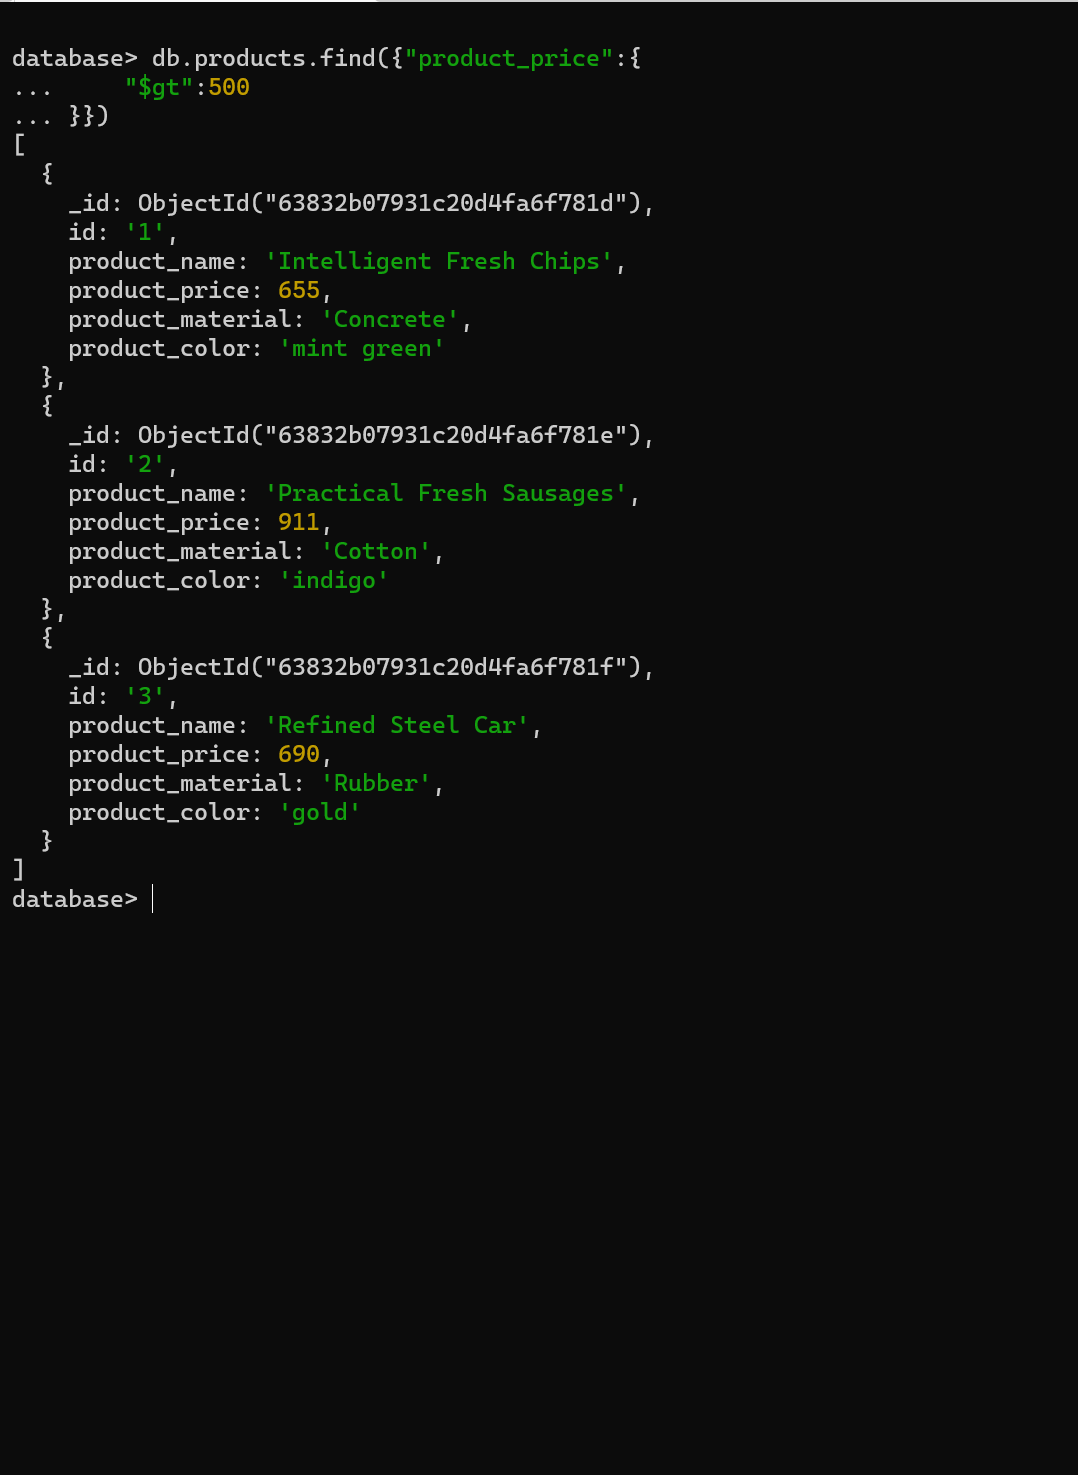 database> db.products.find({"product_price":{
...     "$gt":500
... }})
[
  {
    _id: ObjectId("63832b07931c20d4fa6f781d"),
    id: '1',
    product_name: 'Intelligent Fresh Chips',
    product_price: 655,
    product_material: 'Concrete',
    product_color: 'mint green'
  },
  {
    _id: ObjectId("63832b07931c20d4fa6f781e"),
    id: '2',
    product_name: 'Practical Fresh Sausages',
    product_price: 911,
    product_material: 'Cotton',
    product_color: 'indigo'
  },
  {
    _id: ObjectId("63832b07931c20d4fa6f781f"),
    id: '3',
    product_name: 'Refined Steel Car',
    product_price: 690,
    product_material: 'Rubber',
    product_color: 'gold'
  }
]
database>